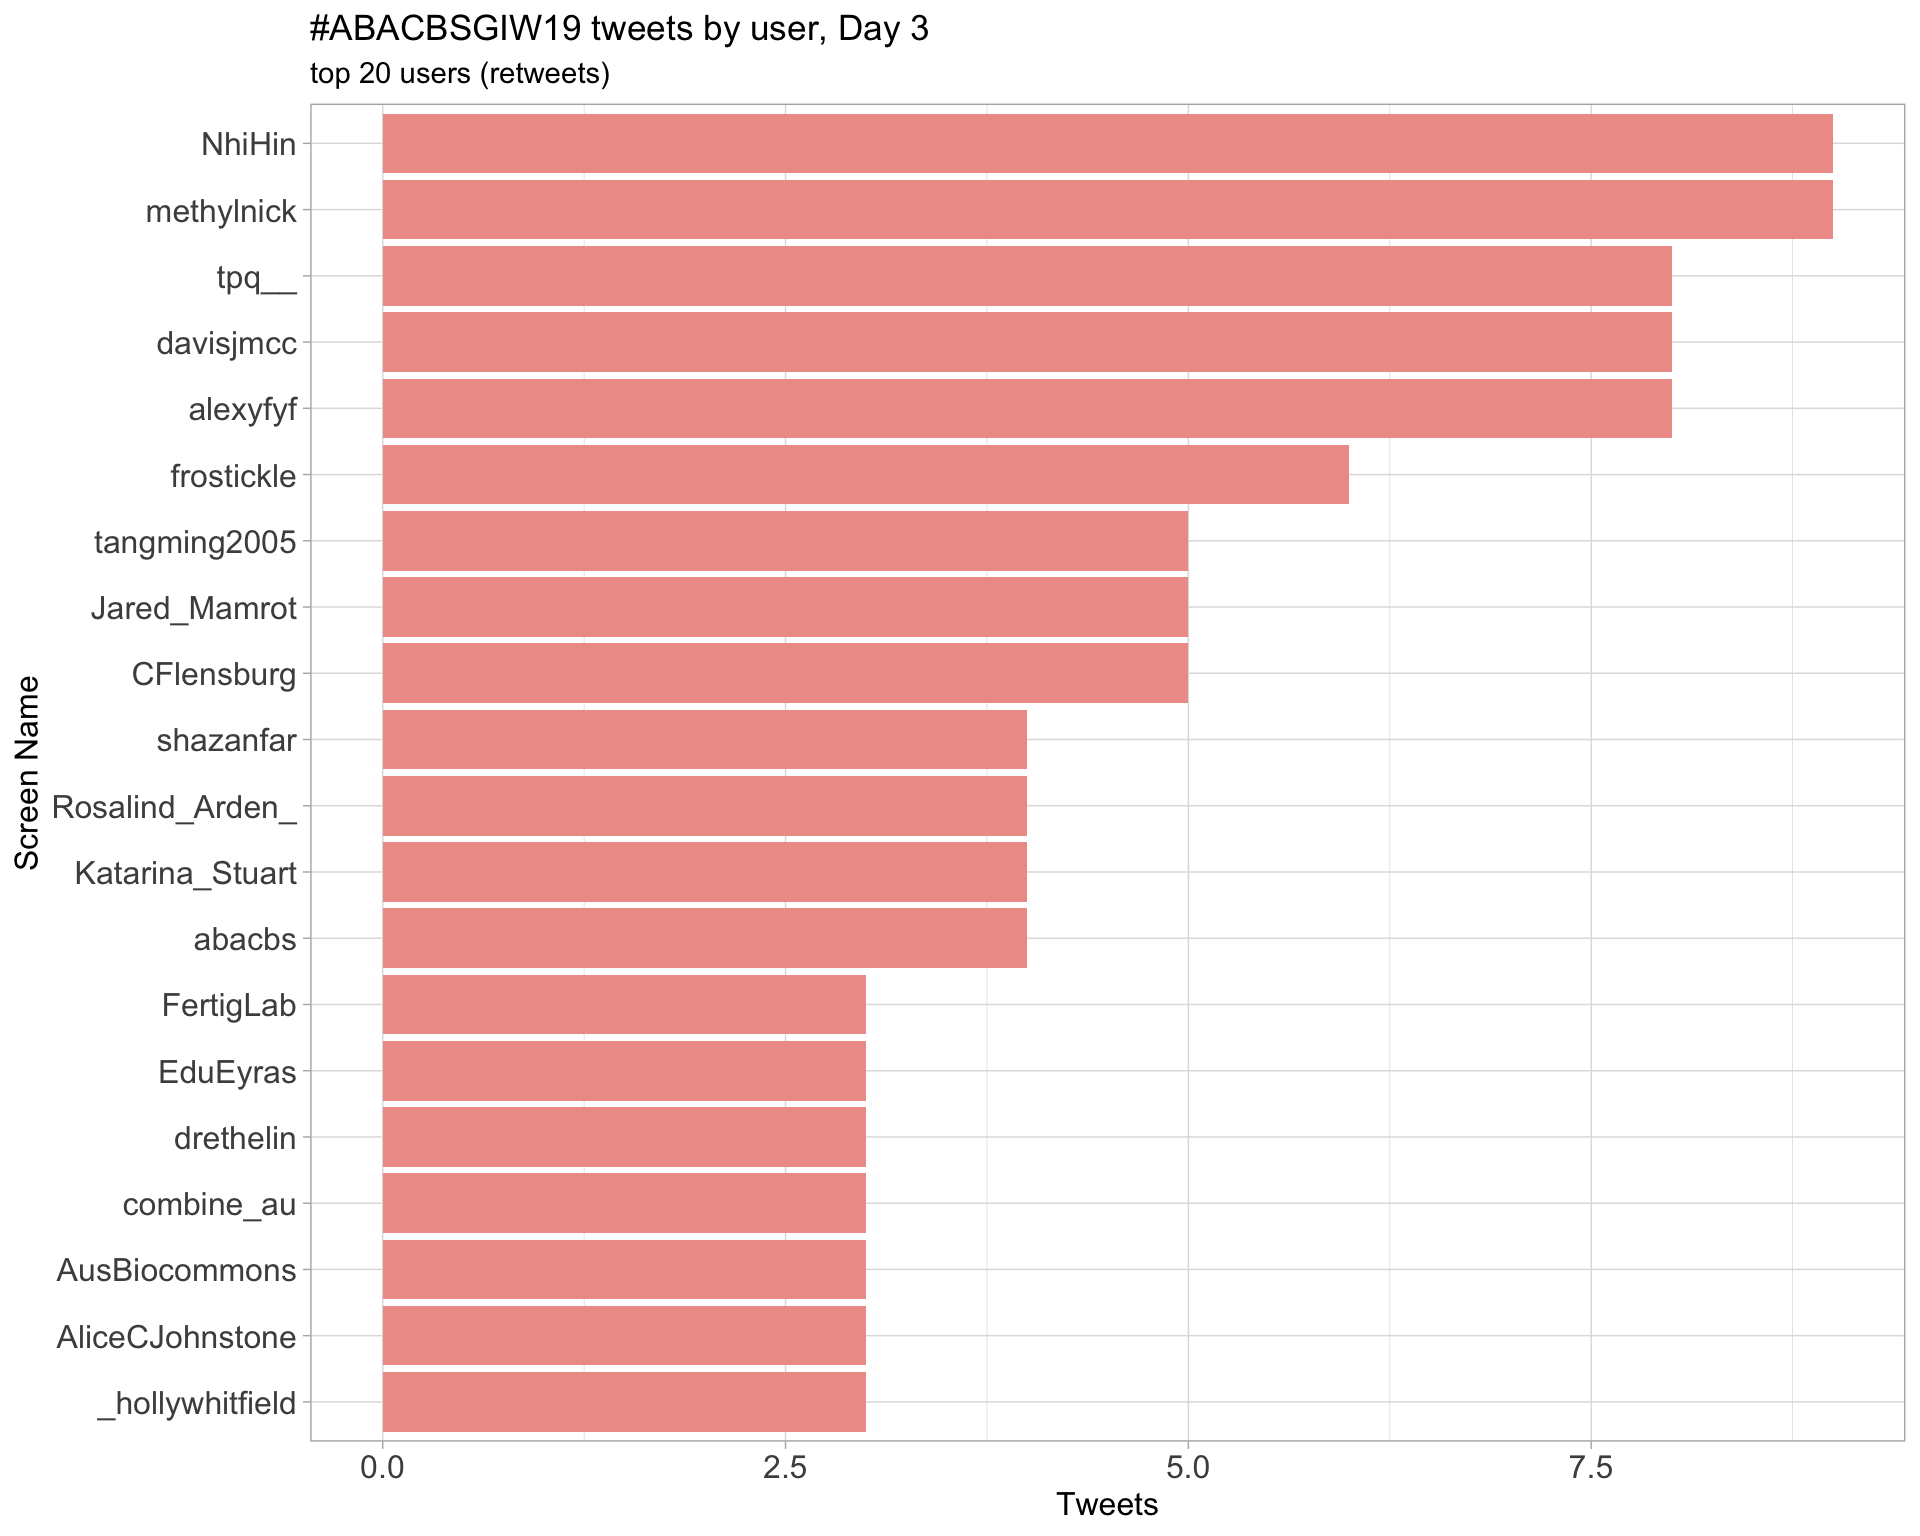 #ABACBSGIW19 tweets by user, Day 3
top 20 users (retweets)
NhiHin
methylnick
tpq__
davisjmcc
alexyfyf
frostickle
tangming2005
Jared_Mamrot
CFlensburg
shazanfar
Rosalind_Arden_
Katarina_Stuart
abacbs
FertigLab
EduEyras
drethelin
combine_au
AusBiocommons
AliceCJohnstone
_hollywhitfield
Screen Name
0.0 2.5 5.0 7.5
Tweets